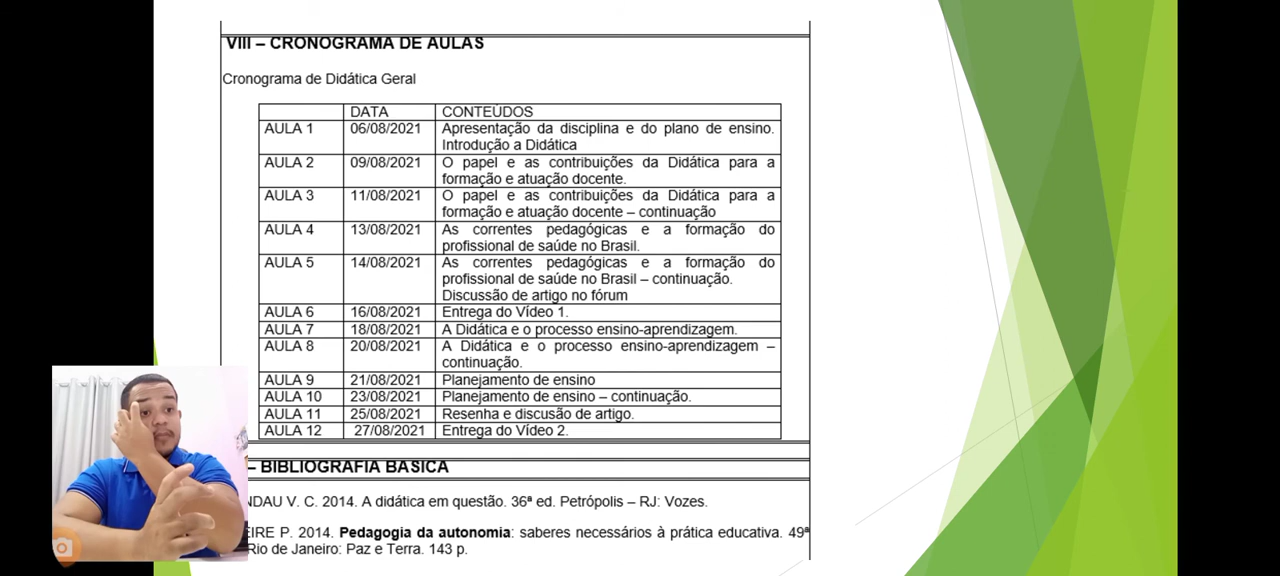 VIII – CRONOGRAMA DE AULAS
Cronograma de Didática Geral
DATA CONTEÚDOS
AULA 1 06/08/2021 Apresentação da disciplina e do plano de ensino.
Introdução a Didática
AULA 2 09/08/2021 O papel e as contribuições da Didática para a
formação e atuação docente.
AULA 3 11/08/2021 O papel e as contribuições da Didática para a
formação e atuação docente – continuação
AULA 4 13/08/2021 As correntes pedagógicas e a formação do
profissional de saúde no Brasil.
AULA 5 14/08/2021 As correntes pedagógicas e a formação do
profissional de saúde no Brasil – continuação.
Discussão de artigo no fórum
AULA 6 16/08/2021 Entrega do Vídeo 1.
AULA 7 18/08/2021 A Didática e o processo ensino-aprendizagem.
AULA 8 20/08/2021 A Didática e o processo ensino-aprendizagem –
continuação.
AULA 9 21/08/2021 Planejamento de ensino
AULA 10 23/08/2021 Planejamento de ensino – continuação.
AULA 11 25/08/2021 Resenha e discusão de artigo.
AULA 12 27/08/2021 Entrega do Vídeo 2.
– BIBLIOGRAFIA BÁSICA
NDAU V. C. 2014. A didática em questão. 36ª ed. Petrópolis – RJ: Vozes.
EIRE P. 2014. Pedagogia da autonomia: saberes necessários à prática educativa. 49ª
Rio de Janeiro: Paz e Terra. 143 p.